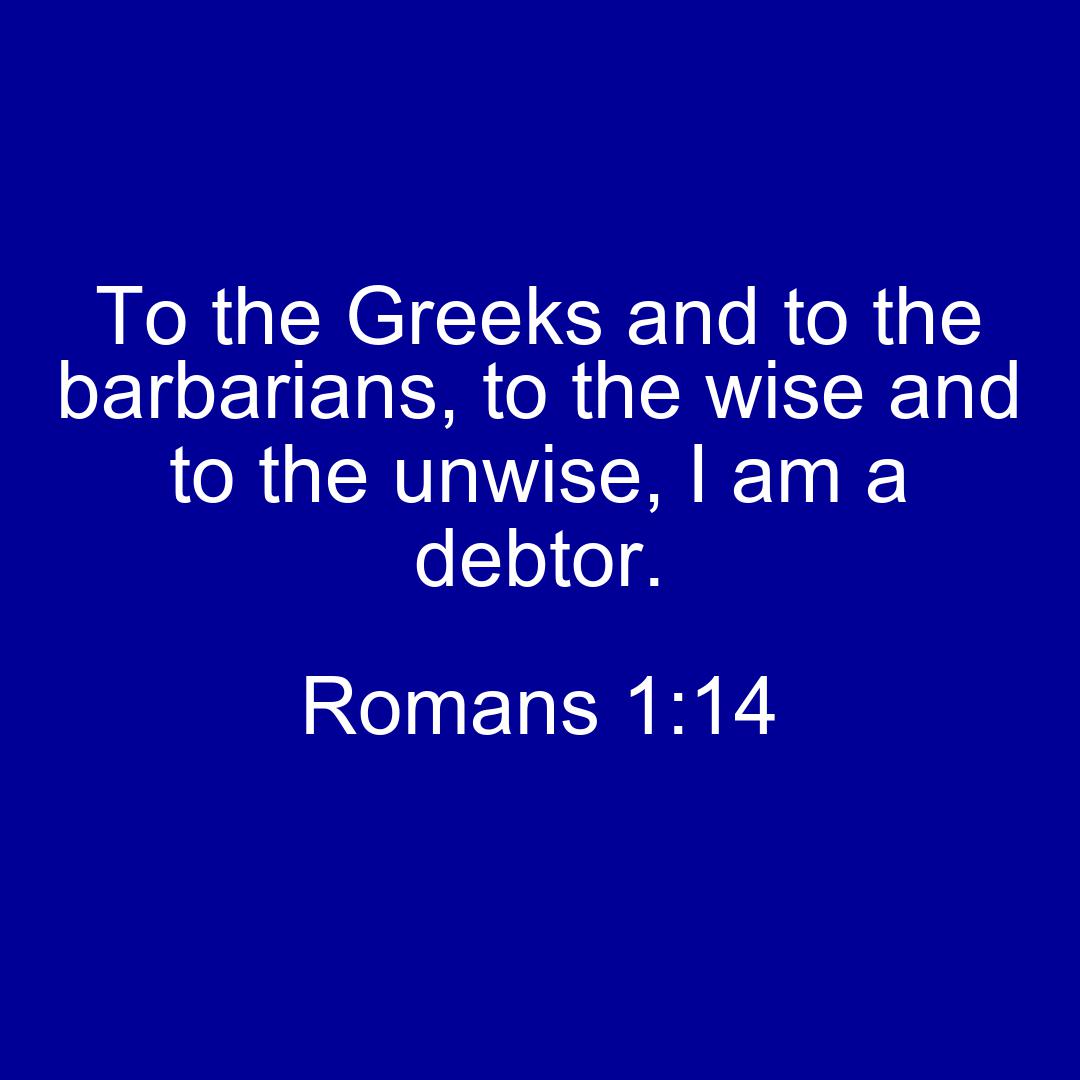 To the Greeks and to the
barbarians, to the wise and
to the unwise, I am a
debtor.
Romans 1:14